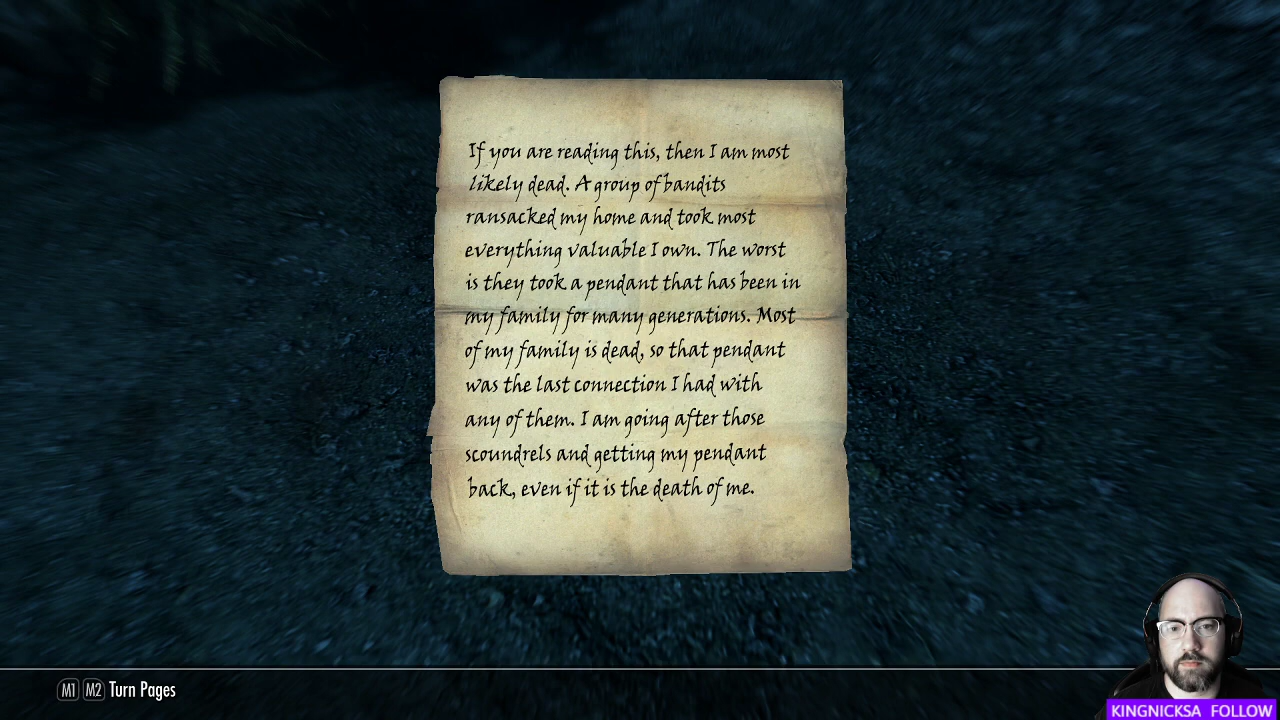 If you are reading this, then I am most
likely dead. A group of bandits
ransacked my home and took most
everything valuable I own. The worst
is they took a pendant that has been in
my family for many generations. Most
of my family is dead, so that pendant
was the last connection I had with
any of them. I am going after those
scoundrels and getting my pendant
back, even if it is the death of me.
M1 M2 Turn Pages
KINGNICKSA FOLLOW